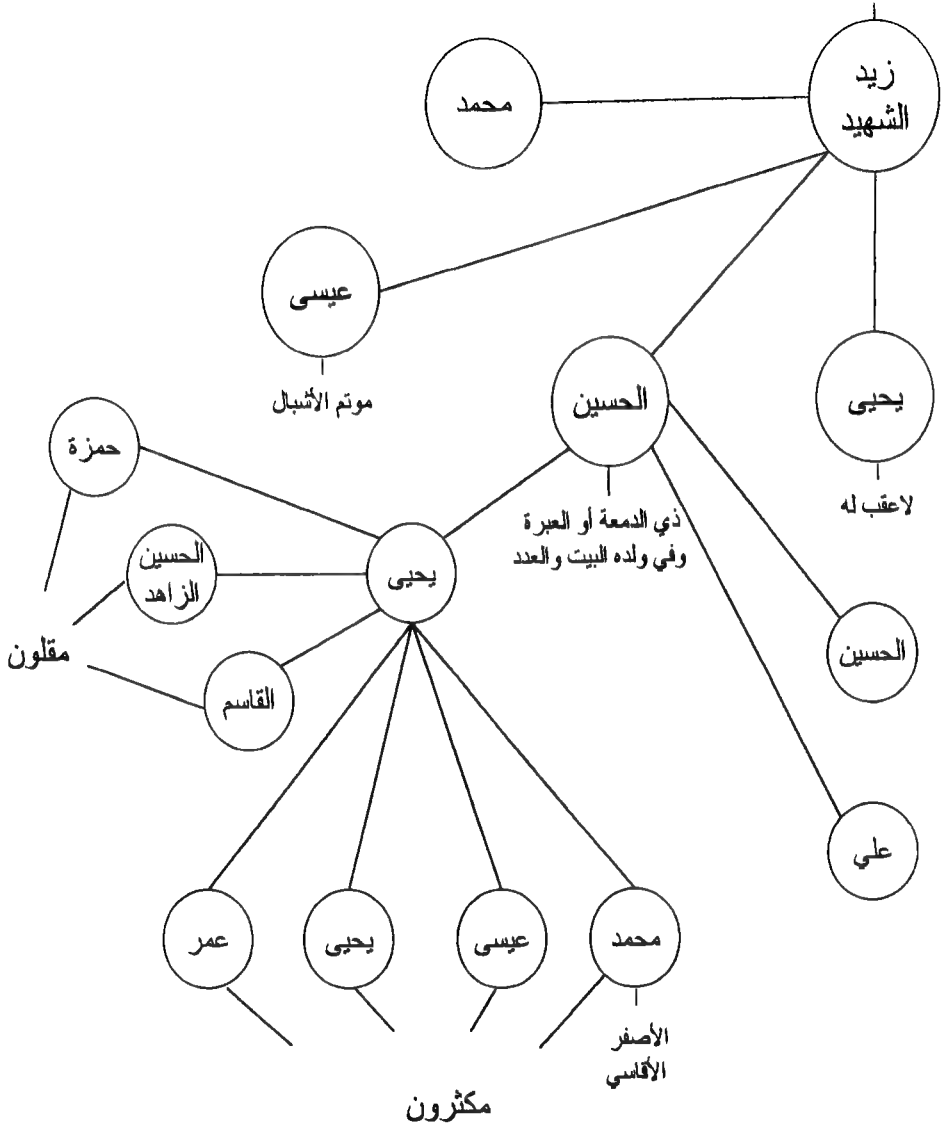 زيد
الشهيد
محمد
عيسى
موتم الأشبال
يحيى
لاعقب له
الحسين
ذي الدمعة أو العبرة
وفي ولده البيت والعدد
حمزة
الحسين
الزاهد
يحيى
مقلون
القاسم
الحسين
علي
محمد
عيسى
يحيى
عمر
الأصفر
الأقاسي
مكثرون